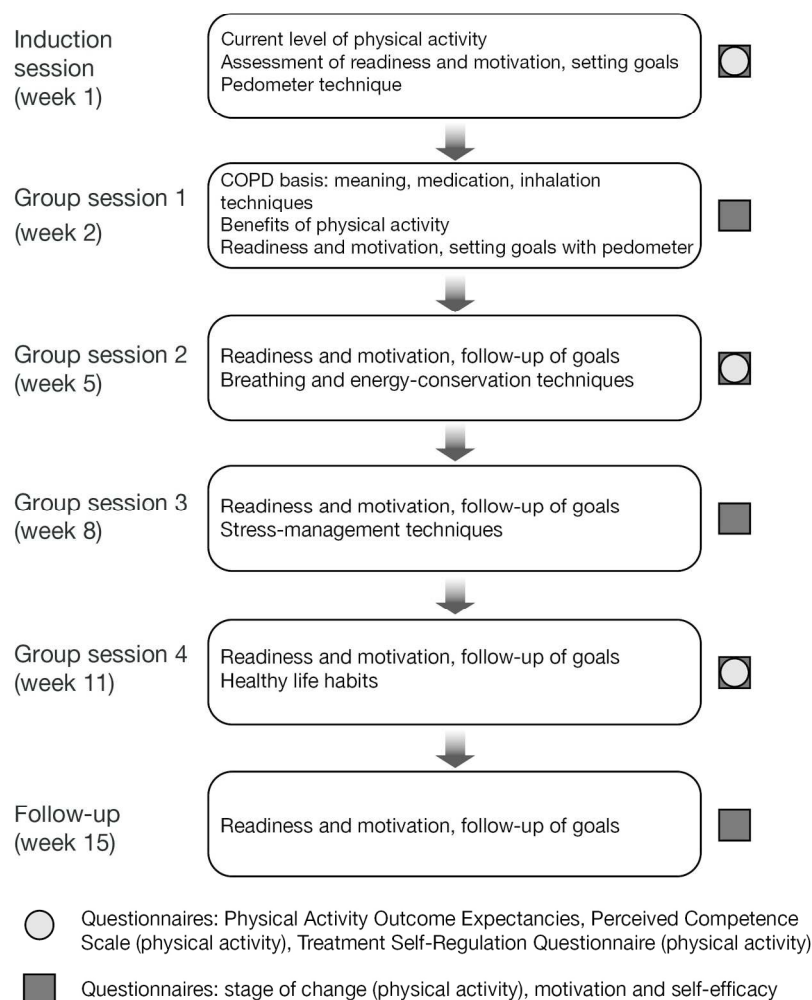 Induction
session
(week 1)
Current level of physical activity
Assessment of readiness and motivation, setting goals
Pedometer technique
Group session 1
(week 2)
COPD basis: meaning, medication, inhalation
techniques
Benefits of physical activity
Readiness and motivation, setting goals with pedometer
Group session 2
(week 5)
Readiness and motivation, follow-up of goals
Breathing and energy-conservation techniques
Group session 3
(week 8)
Readiness and motivation, follow-up of goals
Stress-management techniques
Group session 4
(week 11)
Readiness and motivation, follow-up of goals
Healthy life habits
Follow-up
(week 15)
Readiness and motivation, follow-up of goals
Questionnaires: Physical Activity Outcome Expectancies, Perceived Competence
Scale (physical activity), Treatment Self-Regulation Questionnaire (physical activity)
Questionnaires: stage of change (physical activity), motivation and self-efficacy